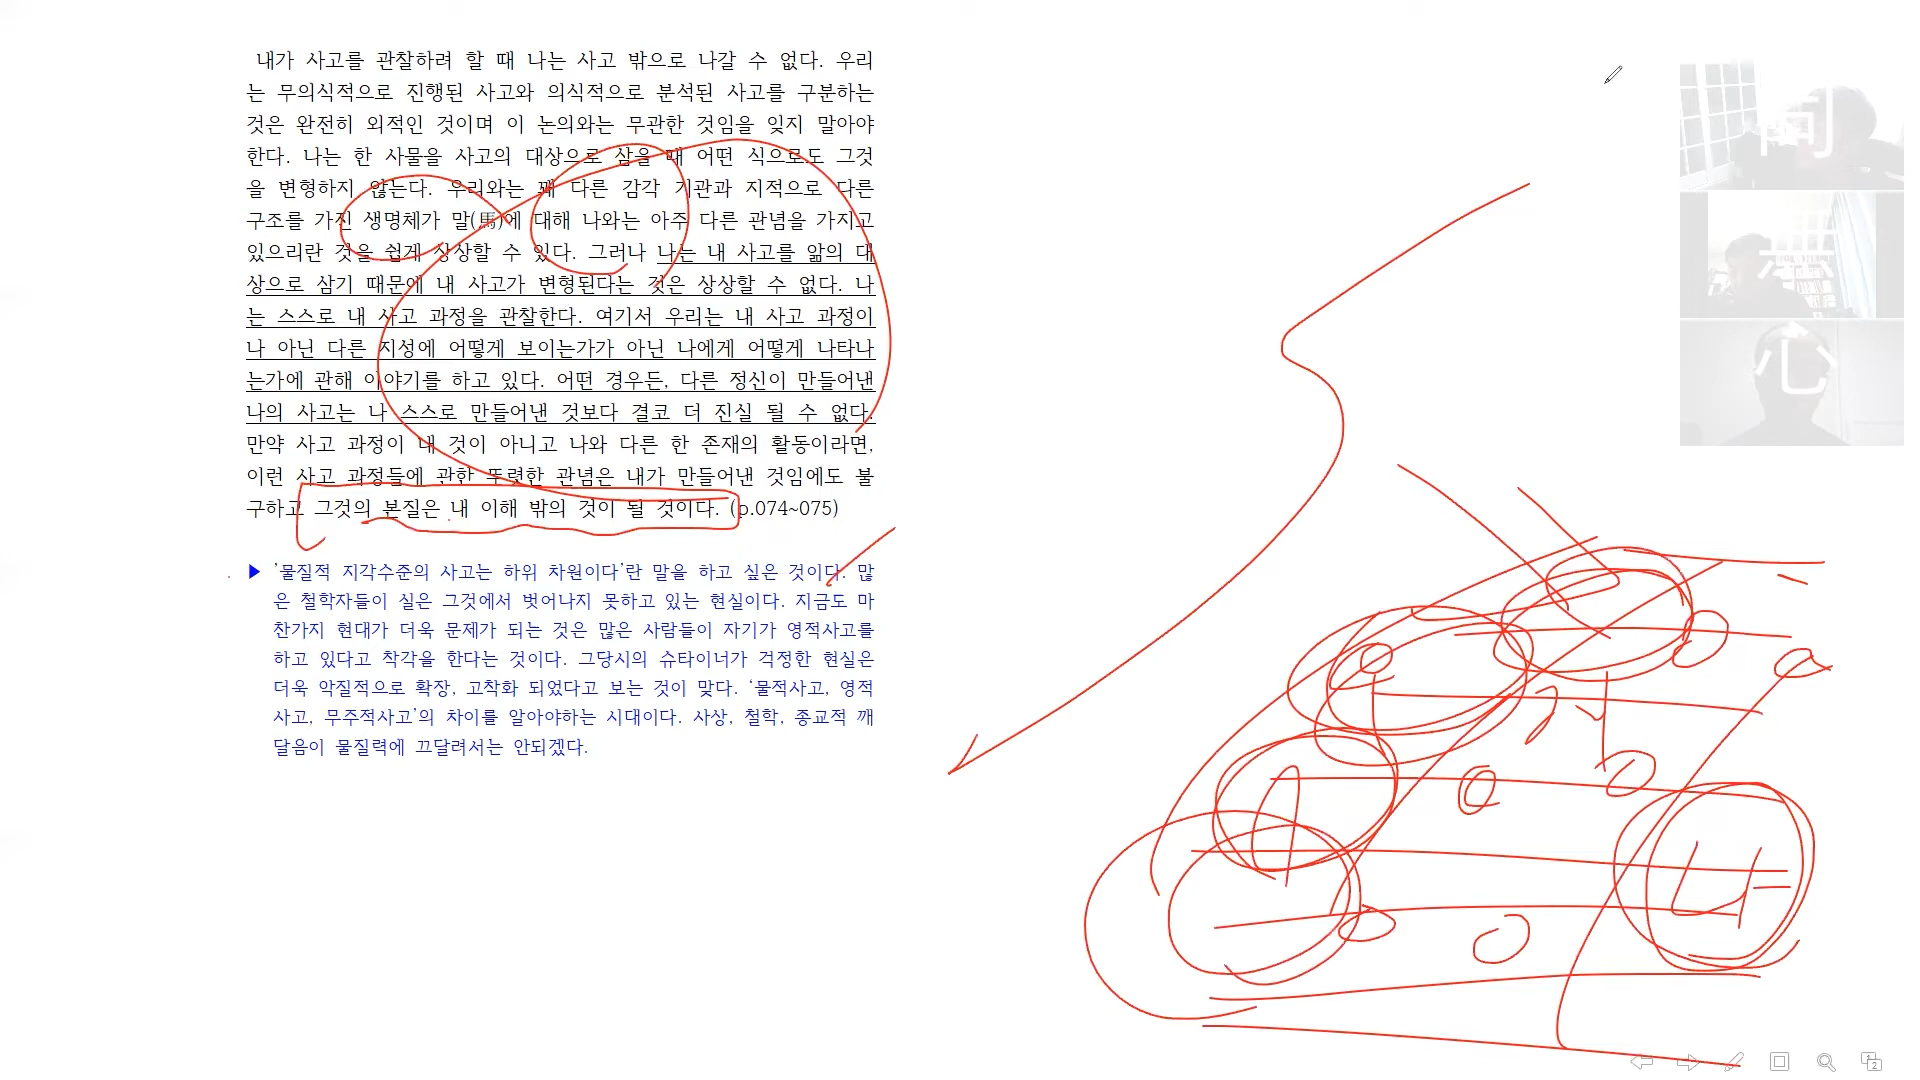 내가 사고를 관찰하려 할 때 나는 사고 밖으로 나갈 수 없다. 우리
는 무의식적으로 진행된 사고와 의식적으로 분석된 사고를 구분하는
것은 완전히 외적인 것이며 이 논의와는 무관한 것임을 잊지 말아야
한다. 나는 한 사물을 사고의 대상으로 삼을 때 어떤 식으로도 그것
을 변형하지 않는다. 우리와는 꽤 다른 감각 기관과 지적으로 다른
구조를 가진 생명체가 말(馬)에 대해 나와는 아주 다른 관념을 가지고
있으리란 것을 쉽게 상상할 수 있다. 그러나 나는 내 사고를 앎의 대
상으로 삼기 때문에 내 사고가 변형된다는 것은 상상할 수 없다. 나
는 스스로 내 사고 과정을 관찰한다. 여기서 우리는 내 사고 과정이
나 아닌 다른 지성에 어떻게 보이는가가 아닌 나에게 어떻게 나타나
는가에 관해 이야기를 하고 있다. 어떤 경우든, 다른 정신이 만들어낸
나의 사고는 나 스스로 만들어낸 것보다 결코 더 진실 될 수 없다.
만약 사고 과정이 내 것이 아니고 나와 다른 한 존재의 활동이라면,
이런 사고 과정들에 관한 뚜렷한 관념은 내가 만들어낸 것임에도 불
구하고 그것의 본질은 내 이해 밖의 것이 될 것이다. (p.074~075)
▶ '물질적 지각수준의 사고는 하위 차원이다'란 말을 하고 싶은 것이다. 많
은 철학자들이 실은 그것에서 벗어나지 못하고 있는 현실이다. 지금도 마
찬가지 현대가 더욱 문제가 되는 것은 많은 사람들이 자기가 영적사고를
하고 있다고 착각을 한다는 것이다. 그당시의 슈타이너가 걱정한 현실은
더욱 악질적으로 확장, 고착화 되었다고 보는 것이 맞다. '물적사고, 영적
사고, 무주적사고'의 차이를 알아야하는 시대이다. 사상, 철학, 종교적 깨
달음이 물질력에 끄달려서는 안되겠다.
心